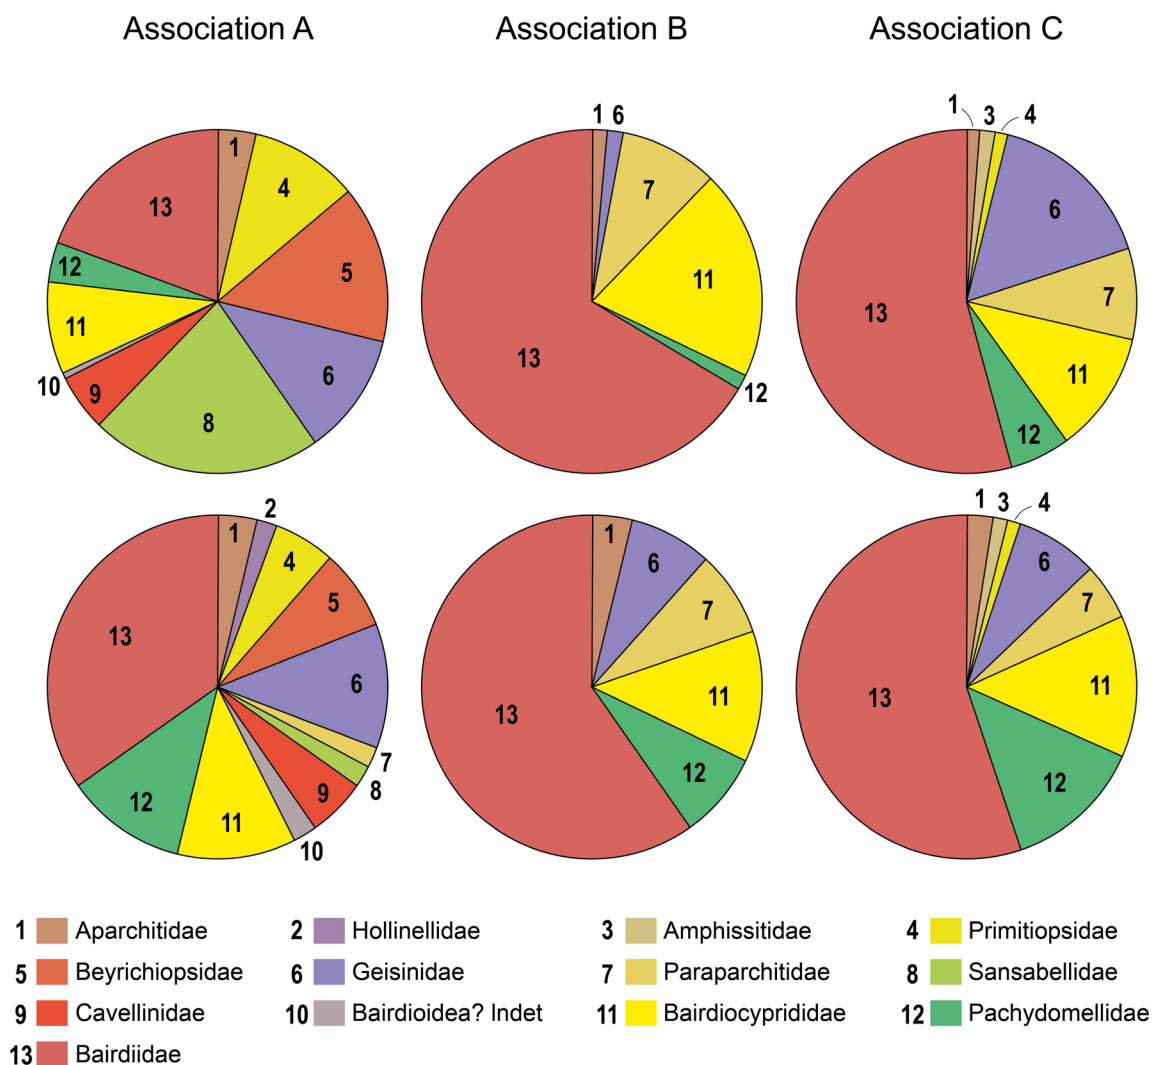 Association A Association B Association C
1 4 5 6 8 9 10 11 12 13
1 6 7 11 12 13
1 3 4 6 7 11 12 13
1 2 4 5 6 7 8 9 10 11 12 13
1 6 7 11 12 13
1 3 4 6 7 11 12 13
1 Aparchitidae 2 Hollinellidae 3 Amphissitidae 4 Primitiopsidae
5 Beyrichiopsidae 6 Geisinidae 7 Paraparchitidae 8 Sansabellidae
9 Cavellinidae 10 Bairdioidea? Indet 11 Bairdiocyprididae 12 Pachydomellidae
13 Bairdiidae